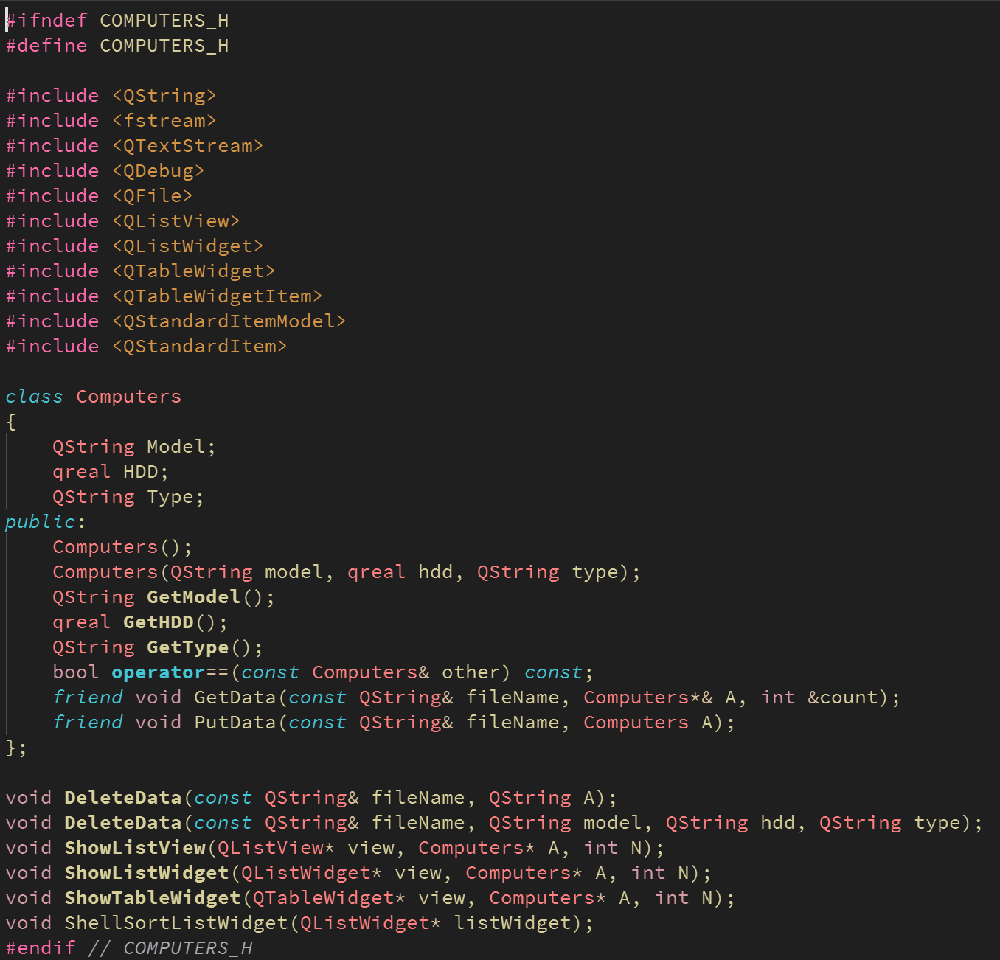 #ifndef COMPUTERS_H
#define COMPUTERS_H
#include <QString>
#include <fstream>
#include <QTextStream>
#include <QDebug>
#include <QFile>
#include <QListView>
#include <QListWidget>
#include <QTableWidget>
#include <QTableWidgetItem>
#include <QStandardItemModel>
#include <QStandardItem>
class Computers
{
    QString Model;
    qreal HDD;
    QString Type;
public:
    Computers();
    Computers(QString model, qreal hdd, QString type);
    QString GetModel();
    qreal GetHDD();
    QString GetType();
    bool operator==(const Computers& other) const;
    friend void GetData(const QString& fileName, Computers*& A, int &count);
    friend void PutData(const QString& fileName, Computers A);
};
void DeleteData(const QString& fileName, QString A);
void DeleteData(const QString& fileName, QString model, QString hdd, QString type);
void ShowListView(QListView* view, Computers* A, int N);
void ShowListWidget(QListWidget* view, Computers* A, int N);
void ShowTableWidget(QTableWidget* view, Computers* A, int N);
void ShellSortListWidget(QListWidget* listWidget);
#endif // COMPUTERS_H